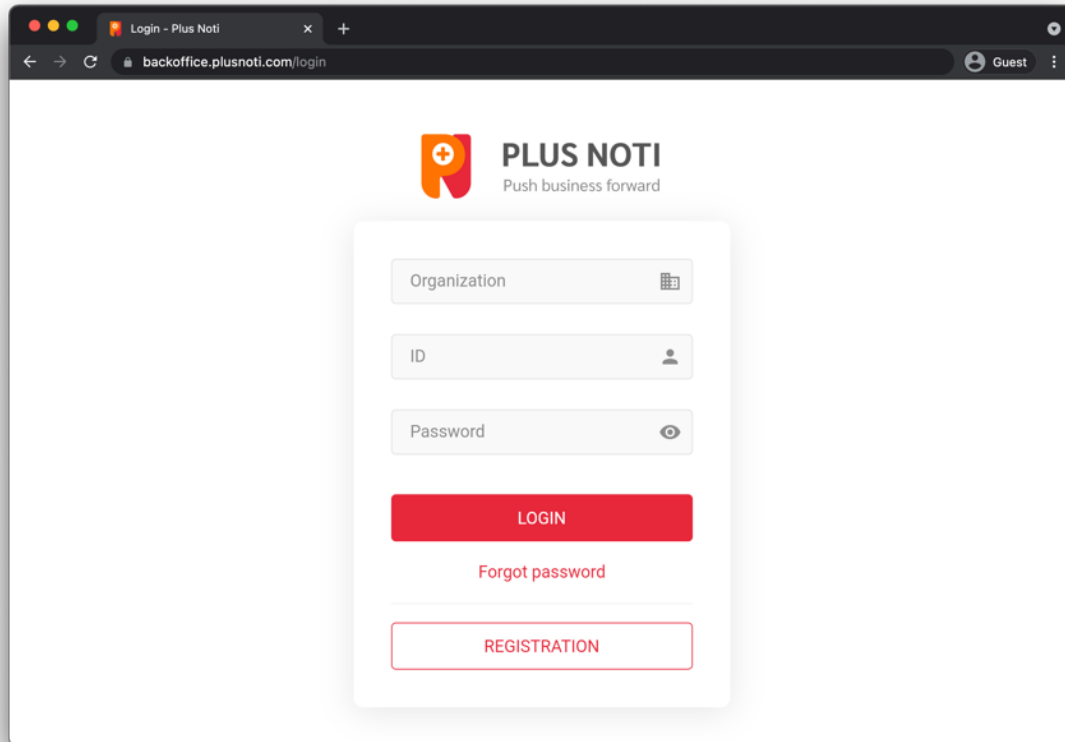 Login - Plus Noti
backoffice.plusnoti.com/login
Guest
PLUS NOTI
Push business forward
Organization
ID
Password
LOGIN
Forgot password
REGISTRATION